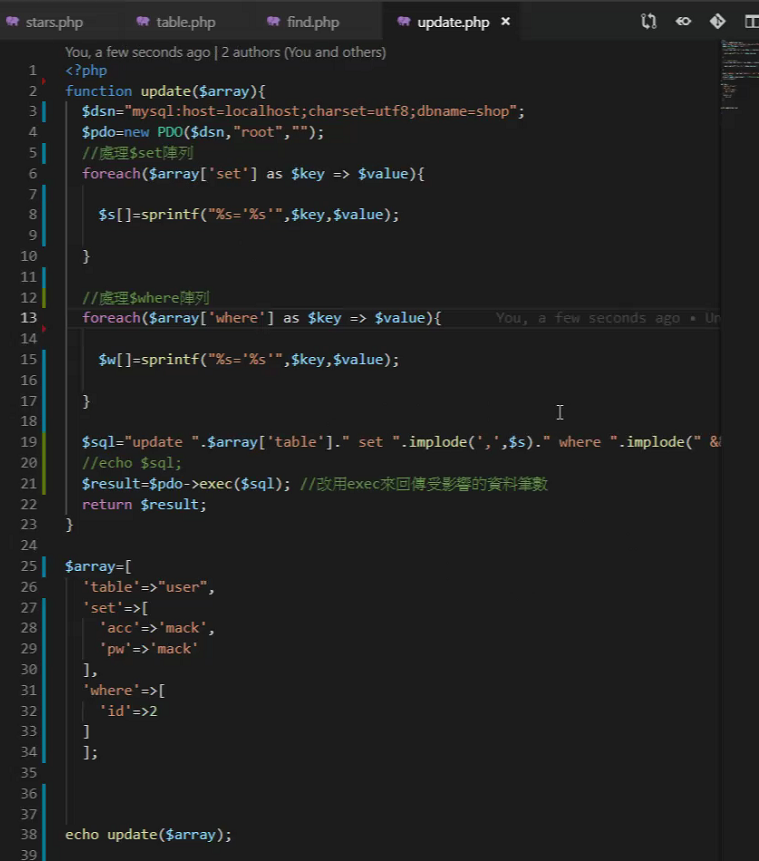 stars.php table.php find.php update.php ×
You, a few seconds ago | 2 authors (You and others)
1 <?php
2 function update($array){
3 $dsn="mysql:host=localhost;charset=utf8;dbname=shop";
4 $pdo=new PDO($dsn,"root","");
5 //處理$set陣列
6 foreach($array['set'] as $key => $value){
7
8 $s[]=sprintf("%s='%s'",$key,$value);
9
10 }
11
12 //處理$where陣列
13 foreach($array['where'] as $key => $value){ You, a few seconds ago • Un
14
15 $w[]=sprintf("%s='%s'",$key,$value);
16
17 }
18
19 $sql="update ".$array['table']." set ".implode(',',$s)." where ".implode(" &
20 //echo $sql;
21 $result=$pdo->exec($sql); //改用exec來回傳受影響的資料筆數
22 return $result;
23 }
24
25 $array=[
26 'table'=>"user",
27 'set'=>[
28 'acc'=>'mack',
29 'pw'=>'mack'
30 ],
31 'where'=>[
32 'id'=>2
33 ]
34 ];
35
36
37
38 echo update($array);
39